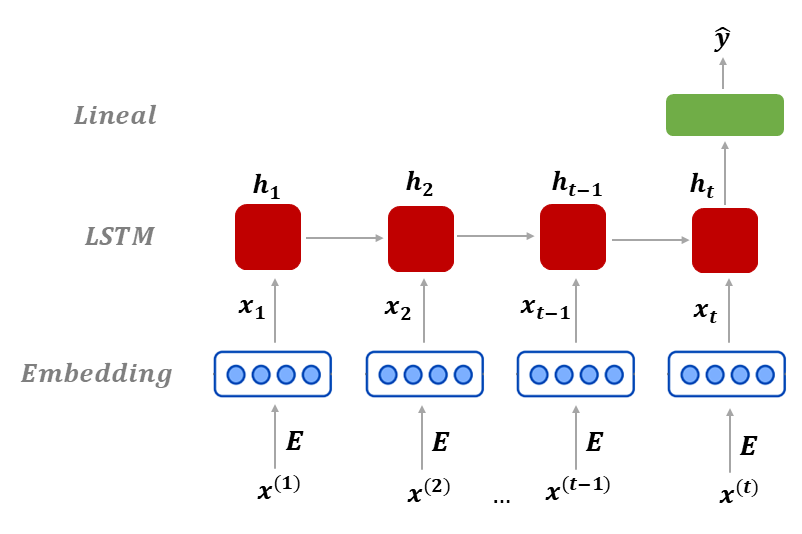 ŷ
Lineal
h₁ h₂ hₜ₋₁ hₜ
LSTM
x₁ x₂ xₜ₋₁ xₜ
Embedding
E E E E
x⁽¹⁾ x⁽²⁾ ... x⁽ᵗ⁻¹⁾ x⁽ᵗ⁾